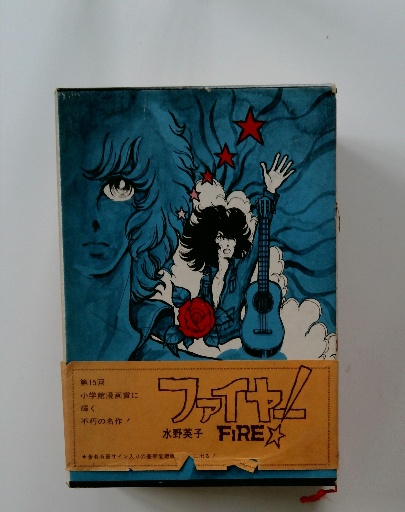 第15回
小学館漫画賞に
輝く
不朽の名作!
ファイヤー!
水野英子 FiRE☆